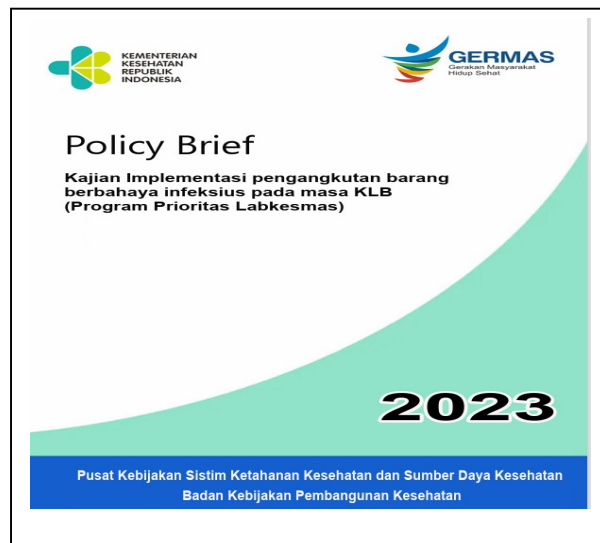 KEMENTERIAN
KESEHATAN
REPUBLIK
INDONESIA
GERMAS
Gerakan Masyarakat
Hidup Sehat
Policy Brief
Kajian Implementasi pengangkutan barang
berbahaya infeksius pada masa KLB
(Program Prioritas Labkesmas)
2023
Pusat Kebijakan Sistim Ketahanan Kesehatan dan Sumber Daya Kesehatan
Badan Kebijakan Pembangunan Kesehatan